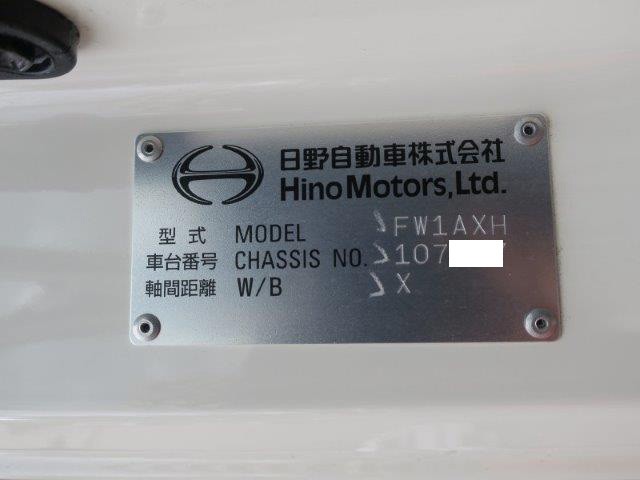 日野自動車株式会社
Hino Motors, Ltd.
型式 MODEL FW1AXH
車台番号 CHASSIS NO. 107
軸間距離 W/B X